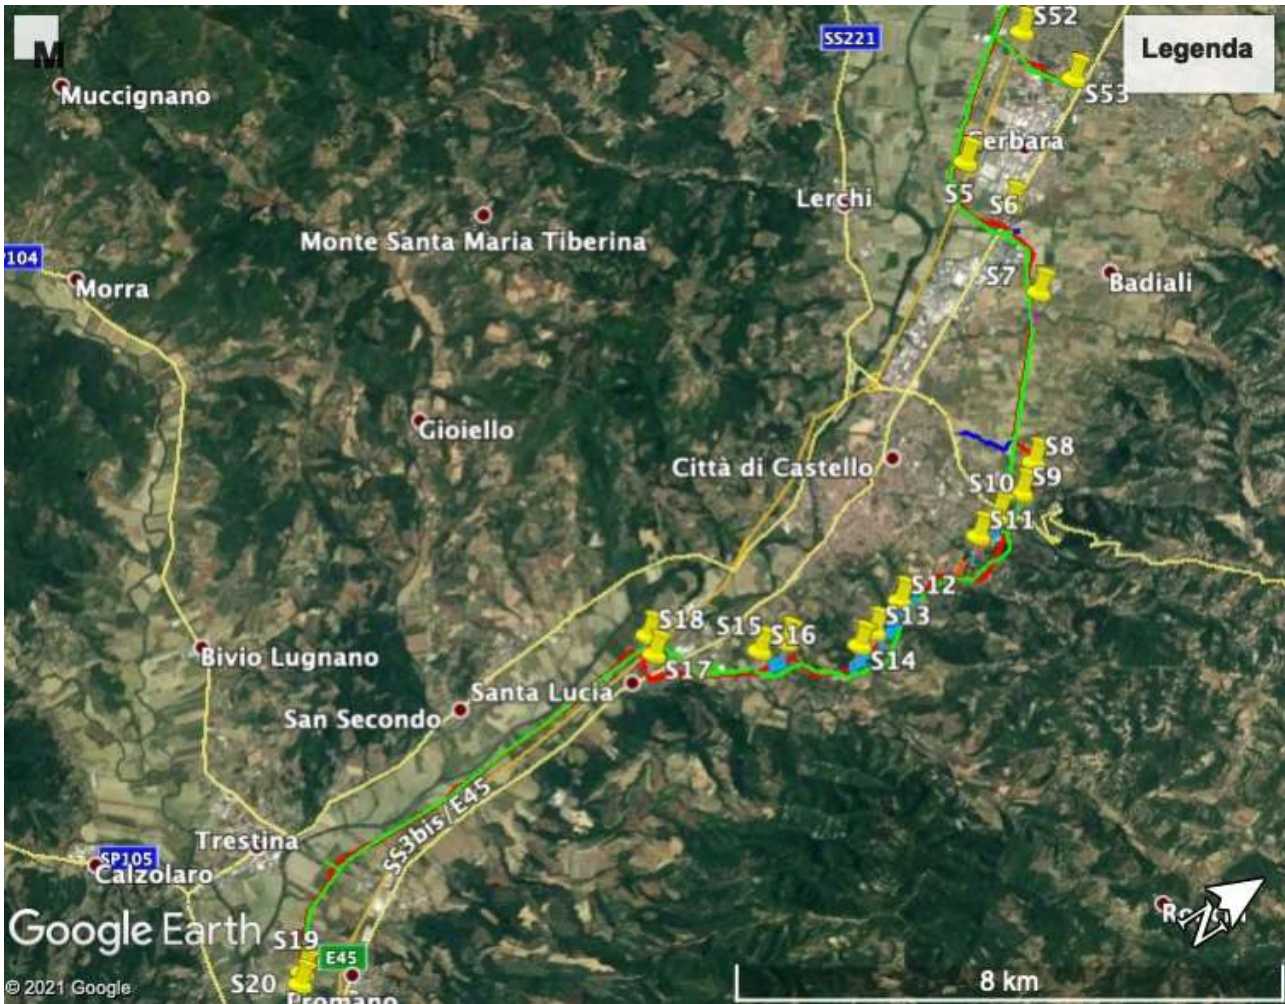 S52
SS221
Legenda
M
Muccignano
S53
Cerbara
S5
S6
Lerchi
Monte Santa Maria Tiberina
104
Morra
S7
Badiali
Gioiello
Città di Castello
S8
S10
S9
S11
S12
S18
S15
S16
S13
Bivio Lugnano
S14
S17
Santa Lucia
San Secondo
SS3bis/E45
Trestina
SP105
Calzolaro
Google Earth
S19
E45
N
S20
8 km
© 2021 Google
Promano